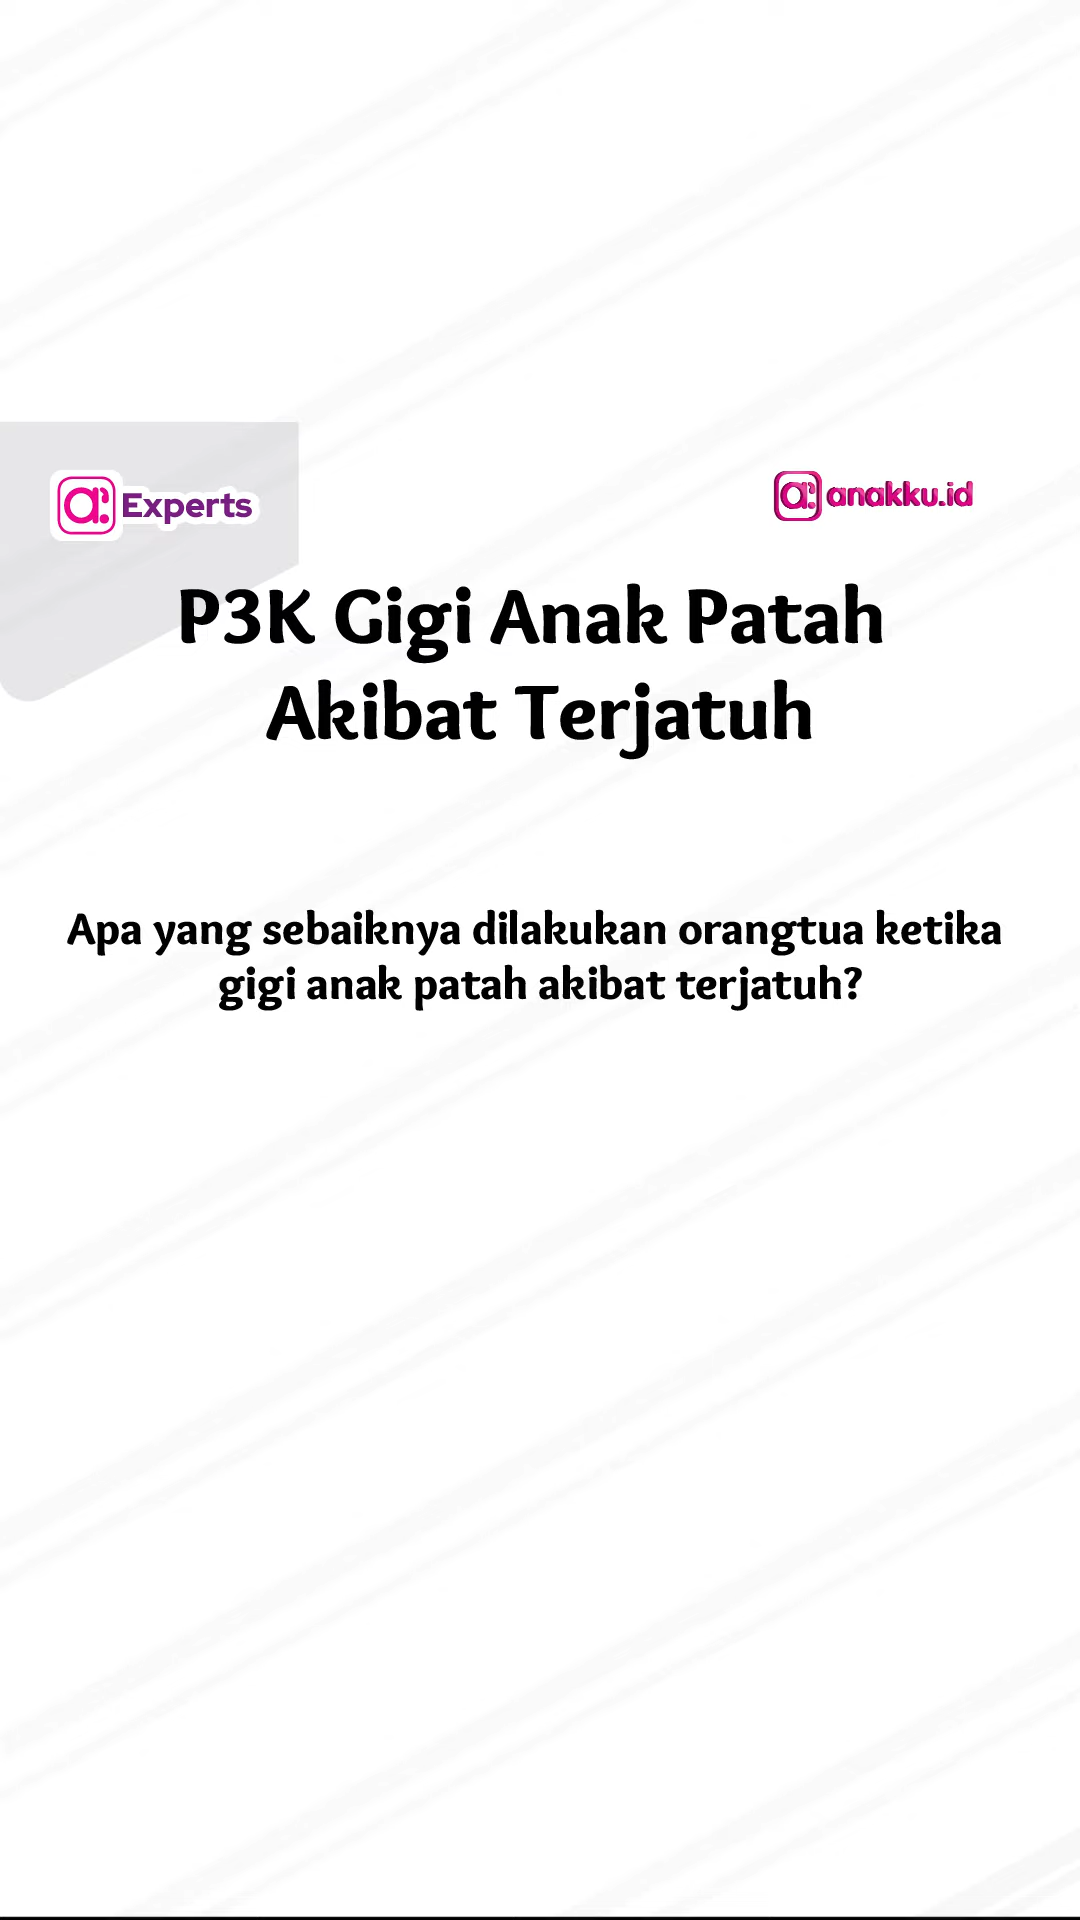 Experts
anakku.id
P3K Gigi Anak Patah
Akibat Terjatuh
Apa yang sebaiknya dilakukan orangtua ketika
gigi anak patah akibat terjatuh?